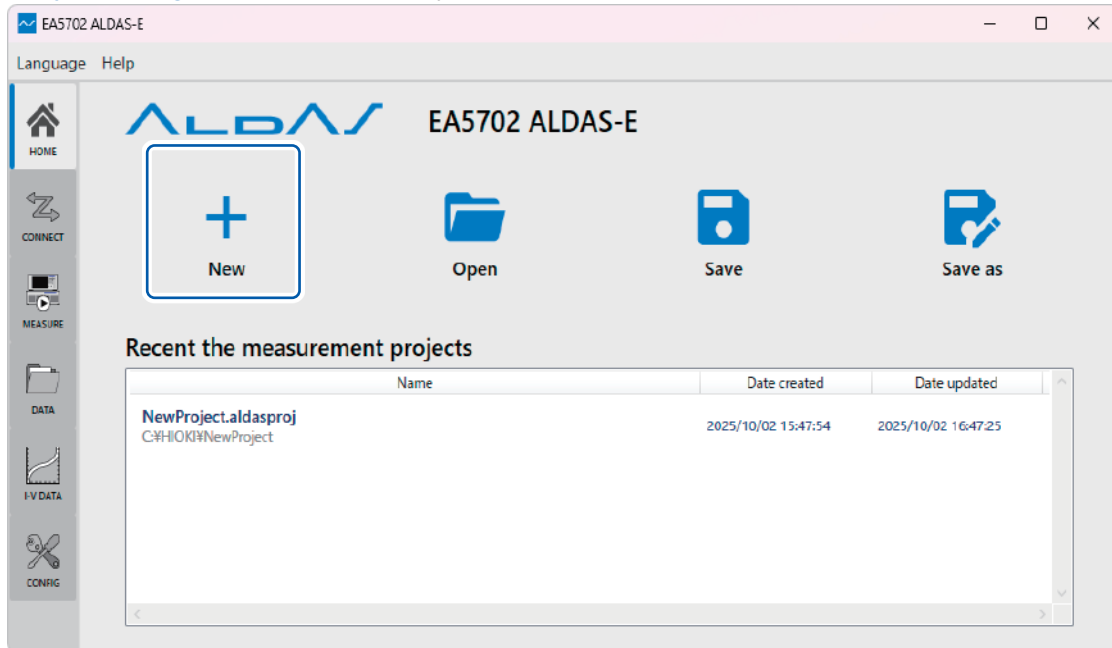 EA5702 ALDAS-E
Language Help
HOME
ALDAS
EA5702 ALDAS-E
CONNECT
New
Open
Save
Save as
MEASURE
Recent the measurement projects
Name
Date created
Date updated
DATA
NewProject.aldasproj
2025/10/02 15:47:54
2025/10/02 16:47:25
C:¥HIOKI¥NewProject
I-V DATA
CONFIG